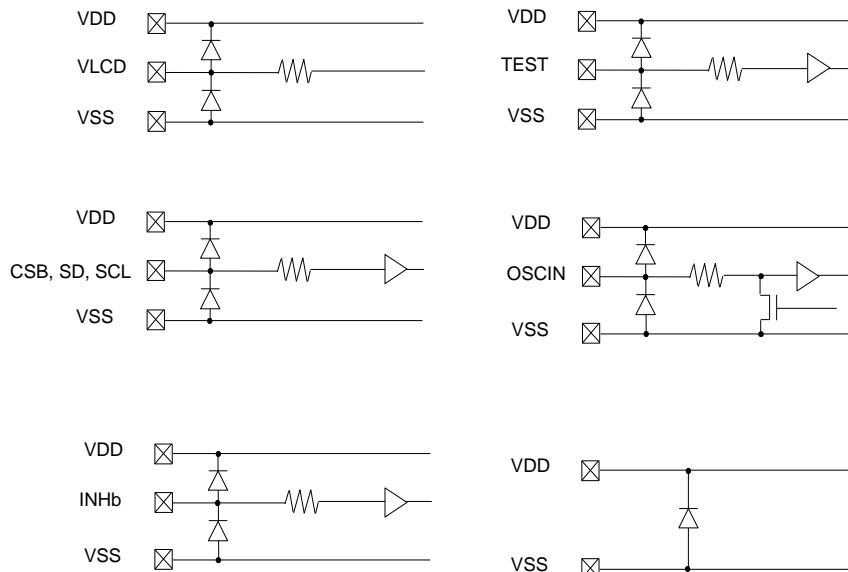 VDD
VLCD
VSS
VDD
TEST
VSS
VDD
CSB, SD, SCL
VSS
VDD
OSCIN
VSS
VDD
INHb
VSS
VDD
VSS